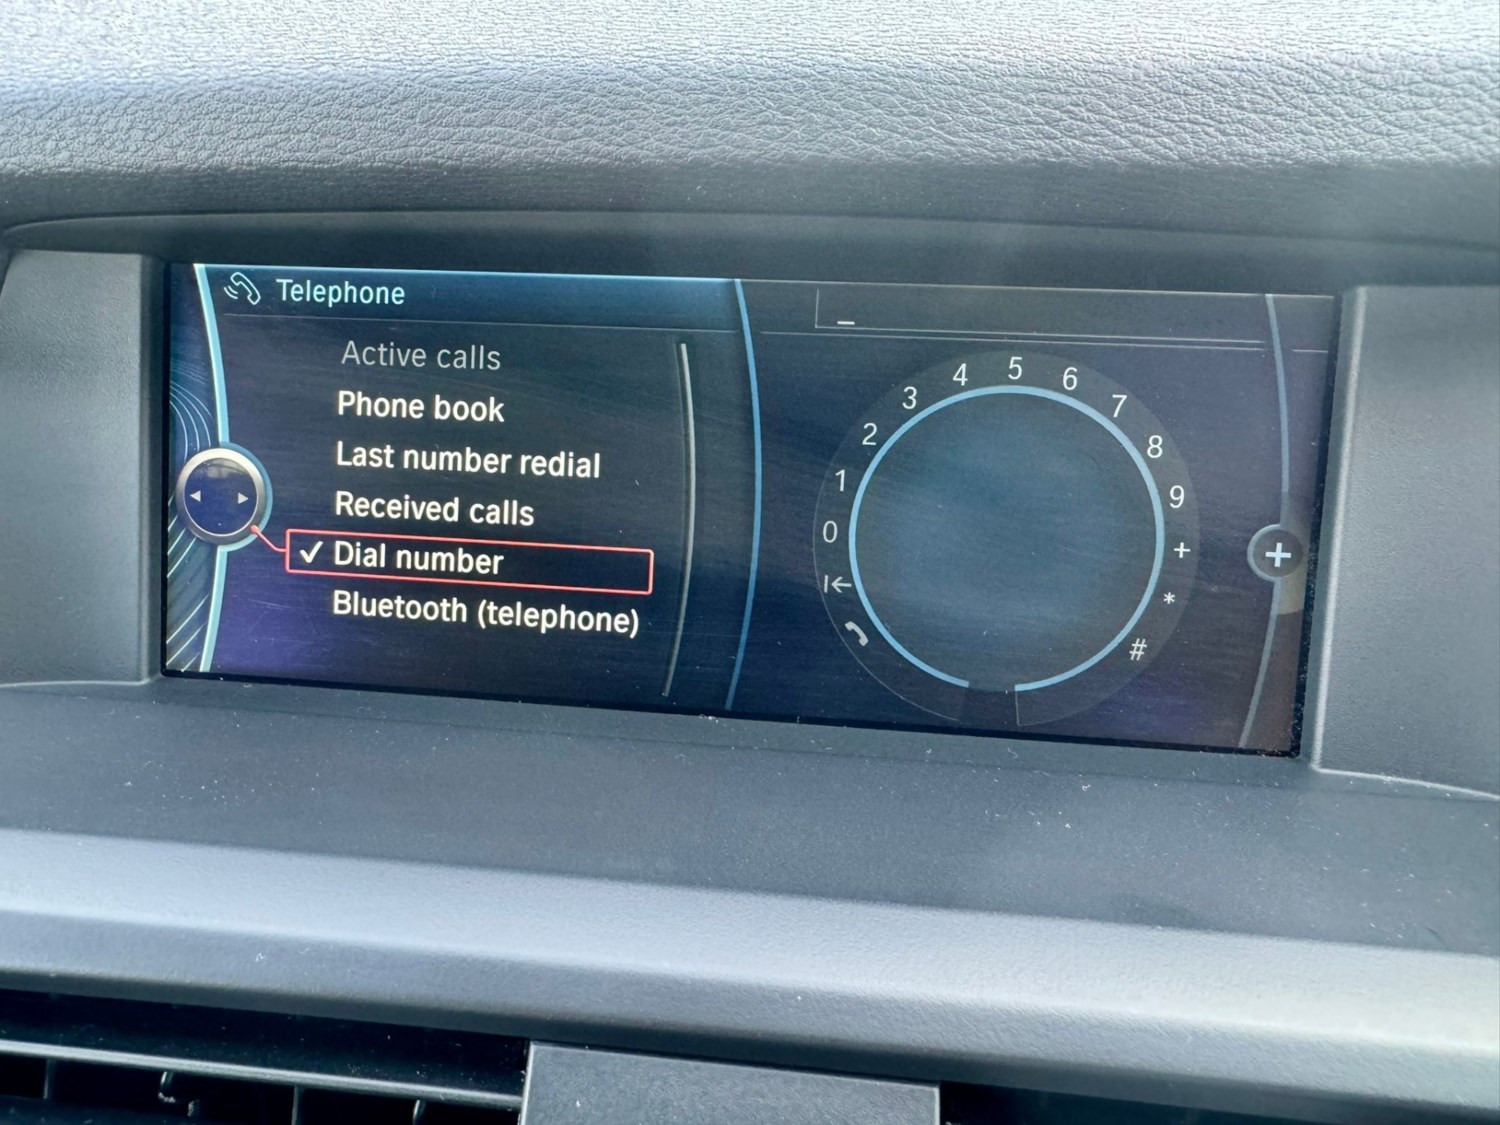 Telephone
Active calls
Phone book
Last number redial
Received calls
✓ Dial number
Bluetooth (telephone)
_
0 1 2 3 4 5 6 7 8 9 + * #
+